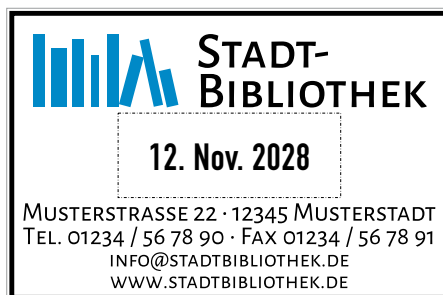 STADT-
BIBLIOTHEK
12. Nov. 2028
MUSTERSTRASSE 22 · 12345 MUSTERSTADT
TEL. 01234 / 56 78 90 · FAX 01234 / 56 78 91
INFO@STADTBIBLIOTHEK.DE
WWW.STADTBIBLIOTHEK.DE